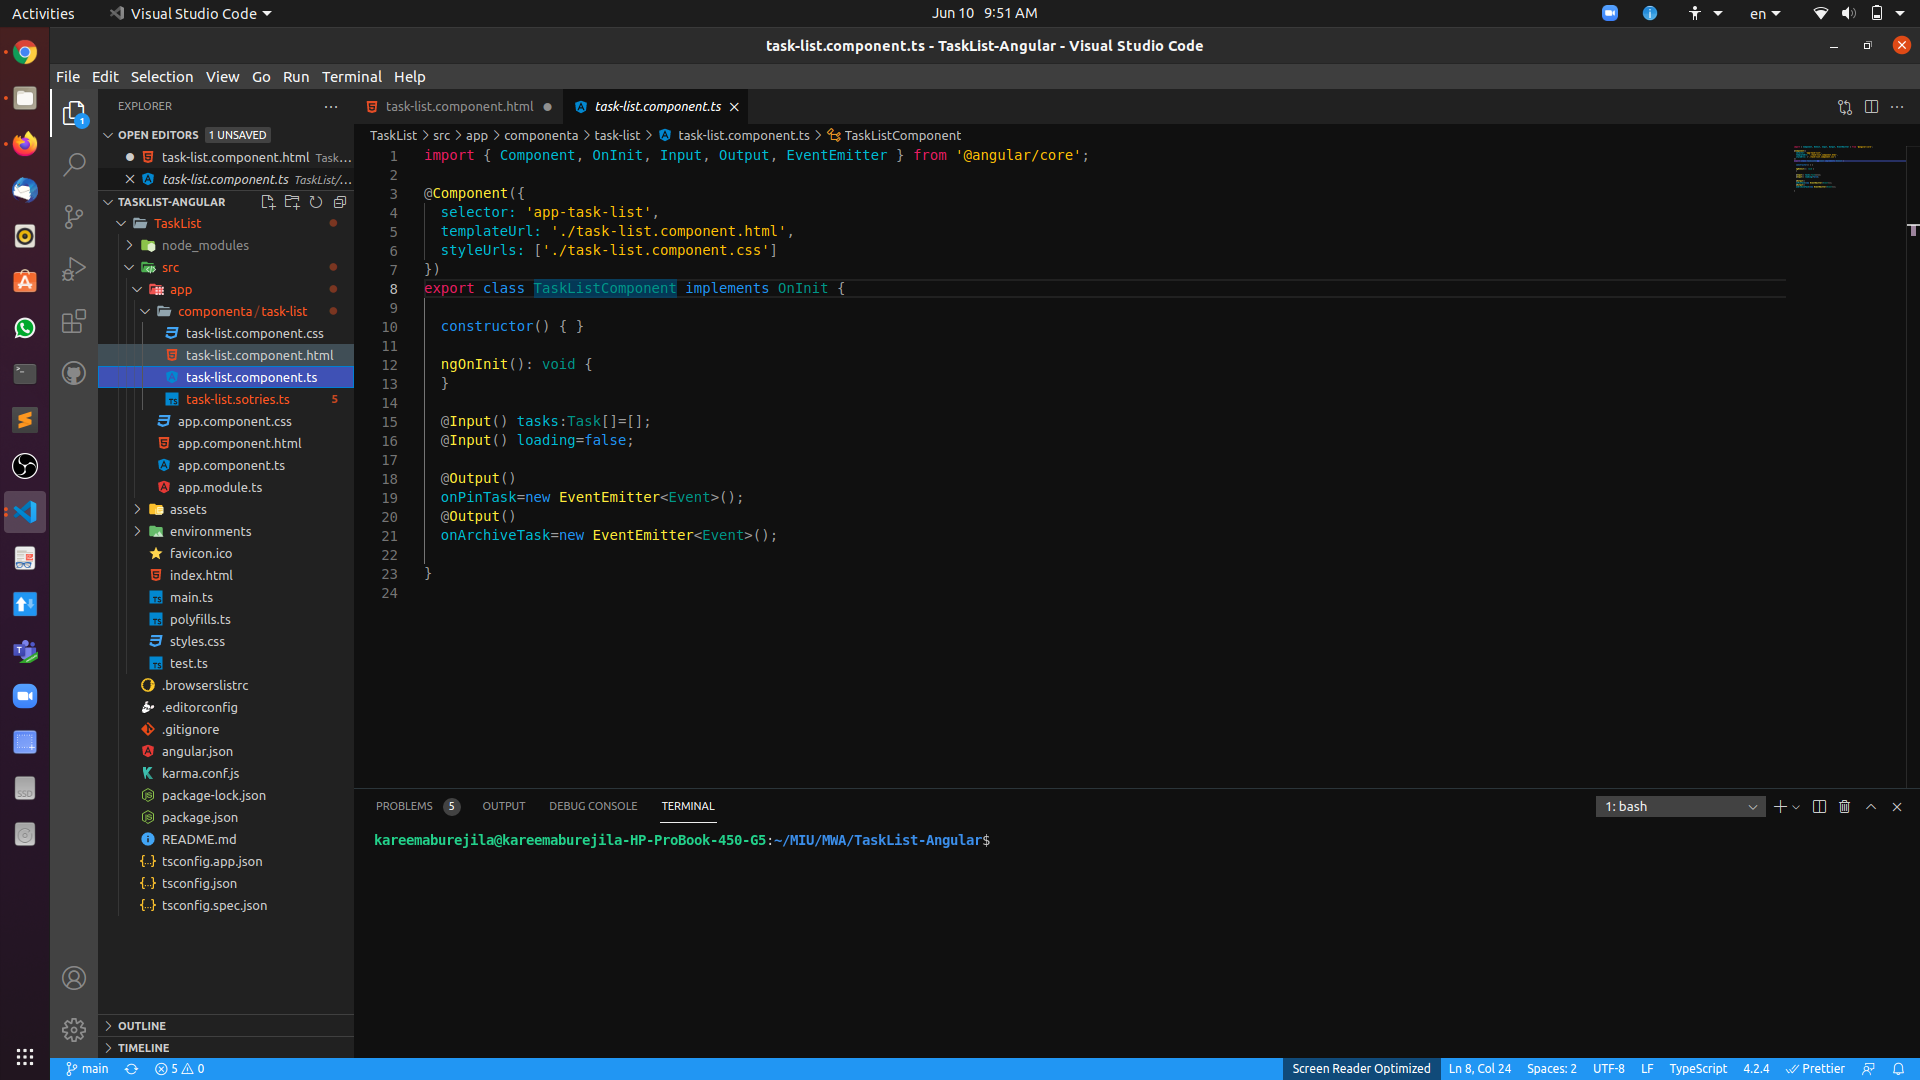 Activities
Visual Studio Code
Jun 10 9:51 AM
en
task-list.component.ts - TaskList-Angular - Visual Studio Code
File Edit Selection View Go Run Terminal Help
EXPLORER
OPEN EDITORS 1 UNSAVED
task-list.component.html Task...
task-list.component.ts TaskList/...
TASKLIST-ANGULAR
TaskList
node_modules
src
app
componenta / task-list
task-list.component.css
task-list.component.html
task-list.component.ts
task-list.sotries.ts 5
app.component.css
app.component.html
app.component.ts
app.module.ts
assets
environments
favicon.ico
index.html
main.ts
polyfills.ts
styles.css
test.ts
.browserslistrc
.editorconfig
.gitignore
angular.json
karma.conf.js
package-lock.json
package.json
README.md
tsconfig.app.json
tsconfig.json
tsconfig.spec.json
OUTLINE
TIMELINE
task-list.component.html
task-list.component.ts
TaskList > src > app > componenta > task-list > task-list.component.ts > TaskListComponent
1 import { Component, OnInit, Input, Output, EventEmitter } from '@angular/core';
2
3 @Component({
4 selector: 'app-task-list',
5 templateUrl: './task-list.component.html',
6 styleUrls: ['./task-list.component.css']
7 })
8 export class TaskListComponent implements OnInit {
9
10 constructor() { }
11
12 ngOnInit(): void {
13 }
14
15 @Input() tasks:Task[]=[];
16 @Input() loading=false;
17
18 @Output()
19 onPinTask=new EventEmitter<Event>();
20 @Output()
21 onArchiveTask=new EventEmitter<Event>();
22
23 }
24
PROBLEMS 5 OUTPUT DEBUG CONSOLE TERMINAL
1: bash
kareemaburejila@kareemaburejila-HP-ProBook-450-G5:~/MIU/MWA/TaskList-Angular$
main
5 0
Screen Reader Optimized
Ln 8, Col 24
Spaces: 2
UTF-8
LF
TypeScript
4.2.4
Prettier